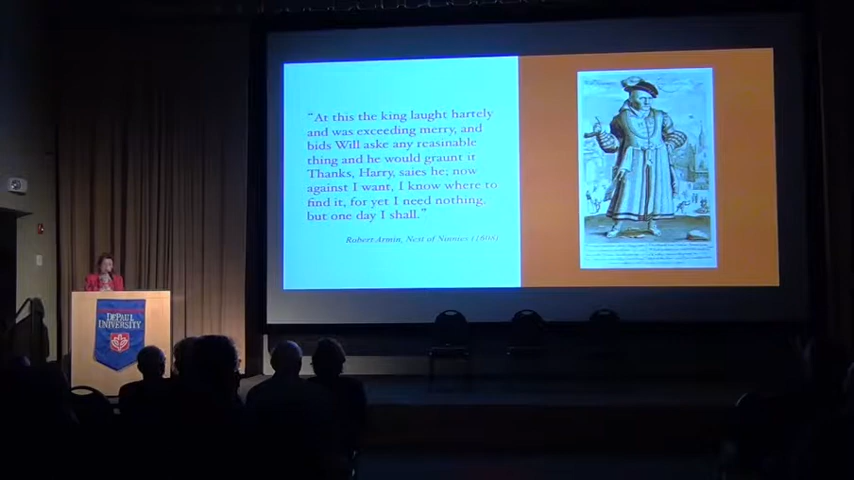 "At this the king laught hartely
and was exceeding merry, and
bids Will aske any reasinable
thing and he would graunt it
Thanks, Harry, saies he; now
against I want, I know where to
find it, for yet I need nothing,
but one day I shall."
Robert Armin, Nest of Ninnies (1608)
DEPAUL
UNIVERSITY